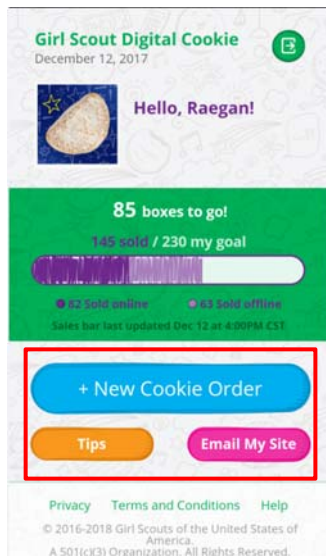 Girl Scout Digital Cookie
December 12, 2017
Hello, Raegan!
85 boxes to go!
145 sold / 230 my goal
82 Sold online 63 Sold offline
Sales bar last updated Dec 12 at 4:00PM CST
+ New Cookie Order
Tips Email My Site
Privacy Terms and Conditions Help
© 2016-2018 Girl Scouts of the United States of
America.
A 501(c)(3) Organization. All Rights Reserved.